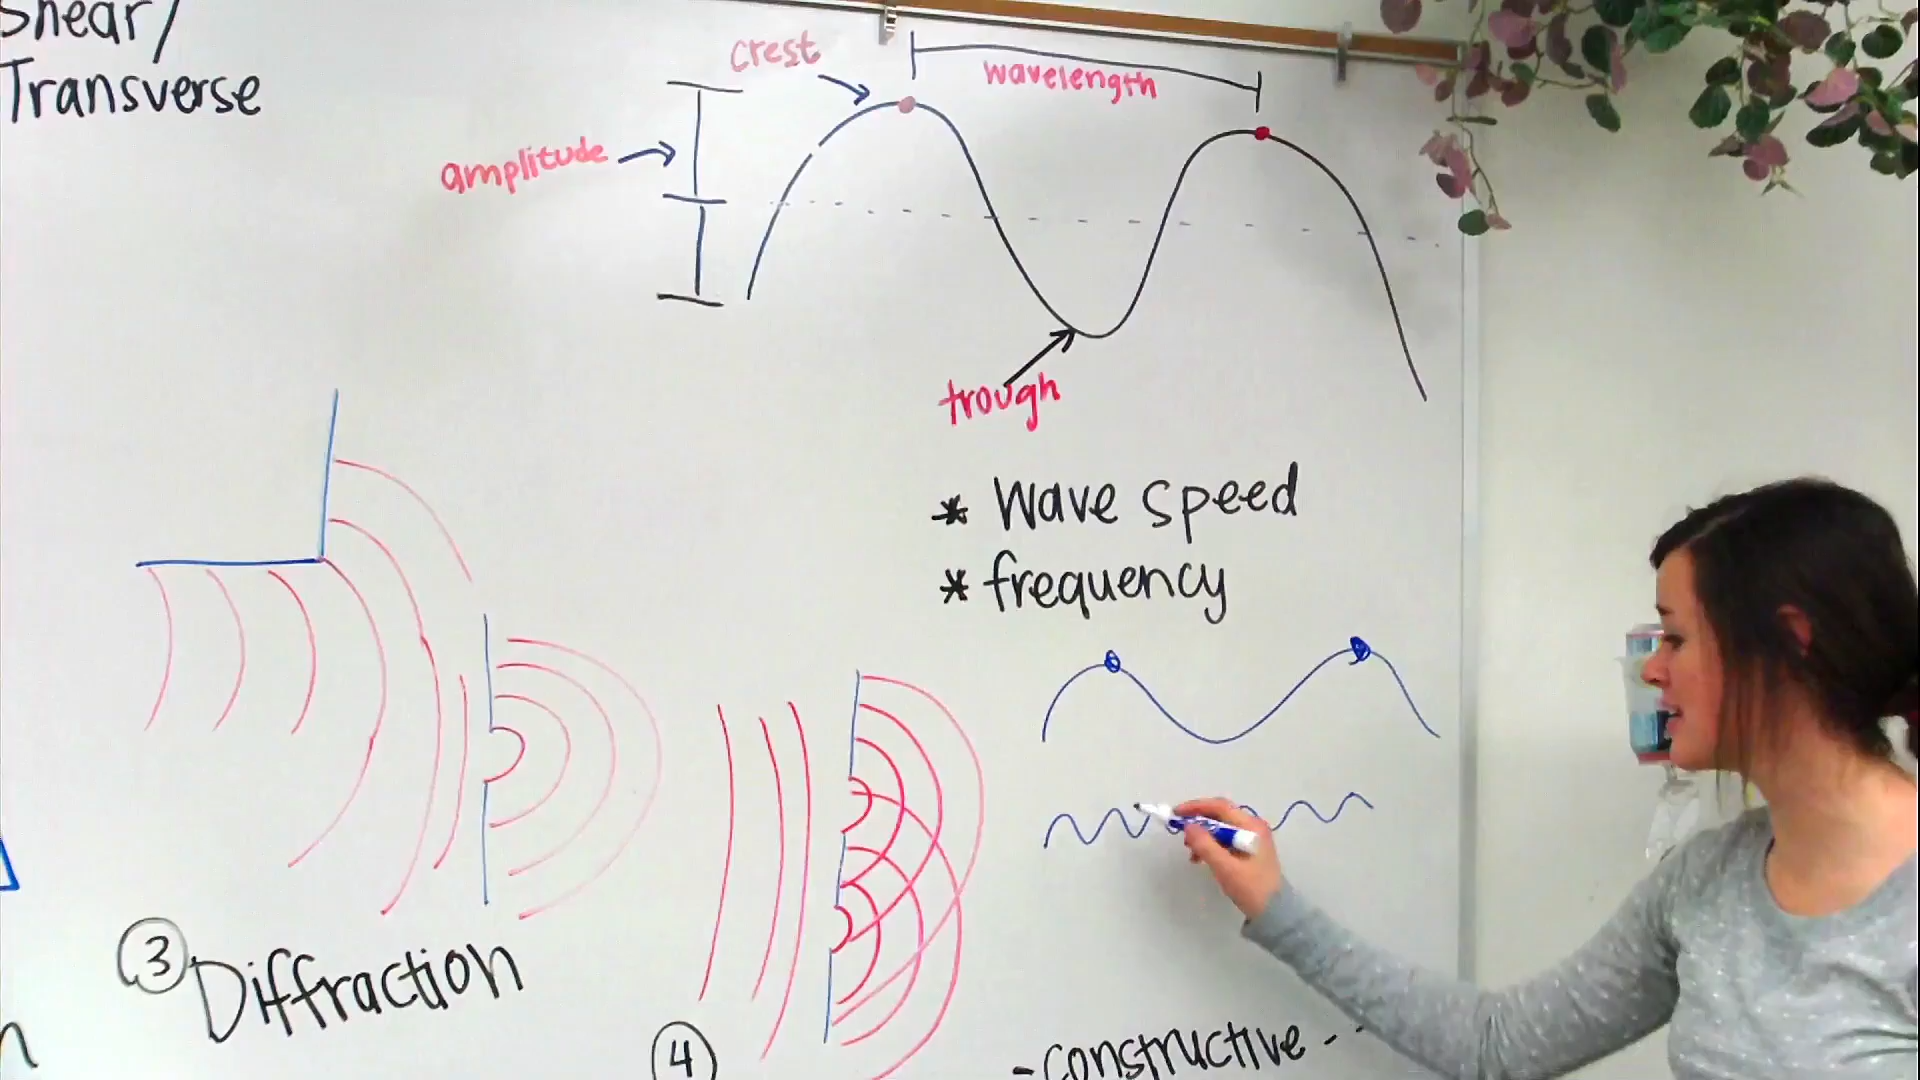 Shear/
Transverse
crest
wavelength
amplitude
trough
* Wave speed
* frequency
3 Diffraction
4
- constructive - -